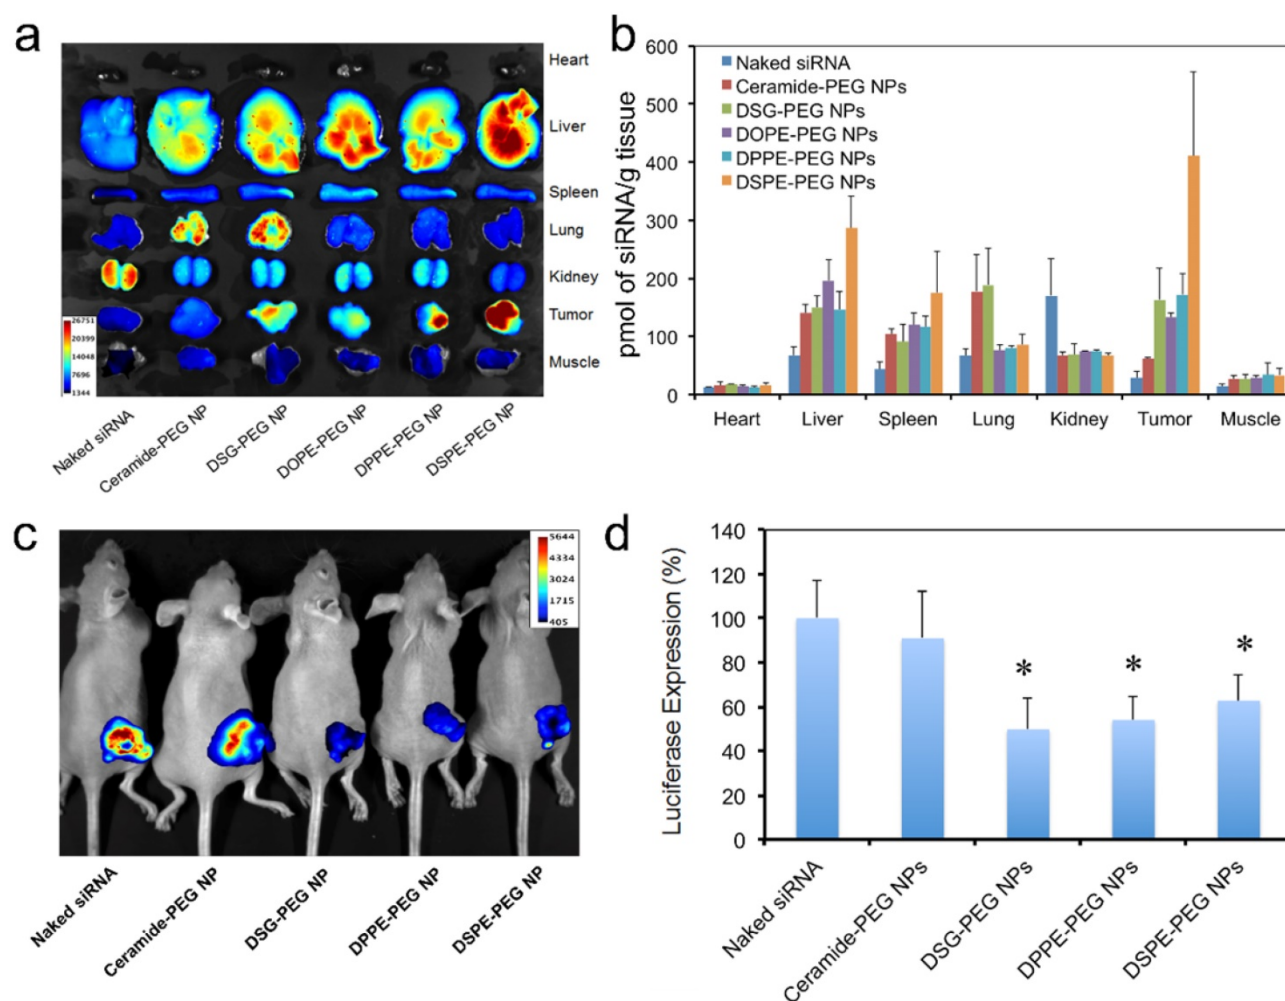 a
Heart
Liver
Spleen
Lung
Kidney
Tumor
Muscle
26751
20399
14048
7696
1344
Naked siRNA
Ceramide-PEG NP
DSG-PEG NP
DOPE-PEG NP
DPPE-PEG NP
DSPE-PEG NP
b
pmol of siRNA/g tissue
600
500
400
300
200
100
0
Naked siRNA
Ceramide-PEG NPs
DSG-PEG NPs
DOPE-PEG NPs
DPPE-PEG NPs
DSPE-PEG NPs
Heart Liver Spleen Lung Kidney Tumor Muscle
c
5644
4334
3024
1715
405
Naked siRNA
Ceramide-PEG NP
DSG-PEG NP
DPPE-PEG NP
DSPE-PEG NP
d
Luciferase Expression (%)
140
120
100
80
60
40
20
0
* * *
Naked siRNA
Ceramide-PEG NPs
DSG-PEG NPs
DPPE-PEG NPs
DSPE-PEG NPs